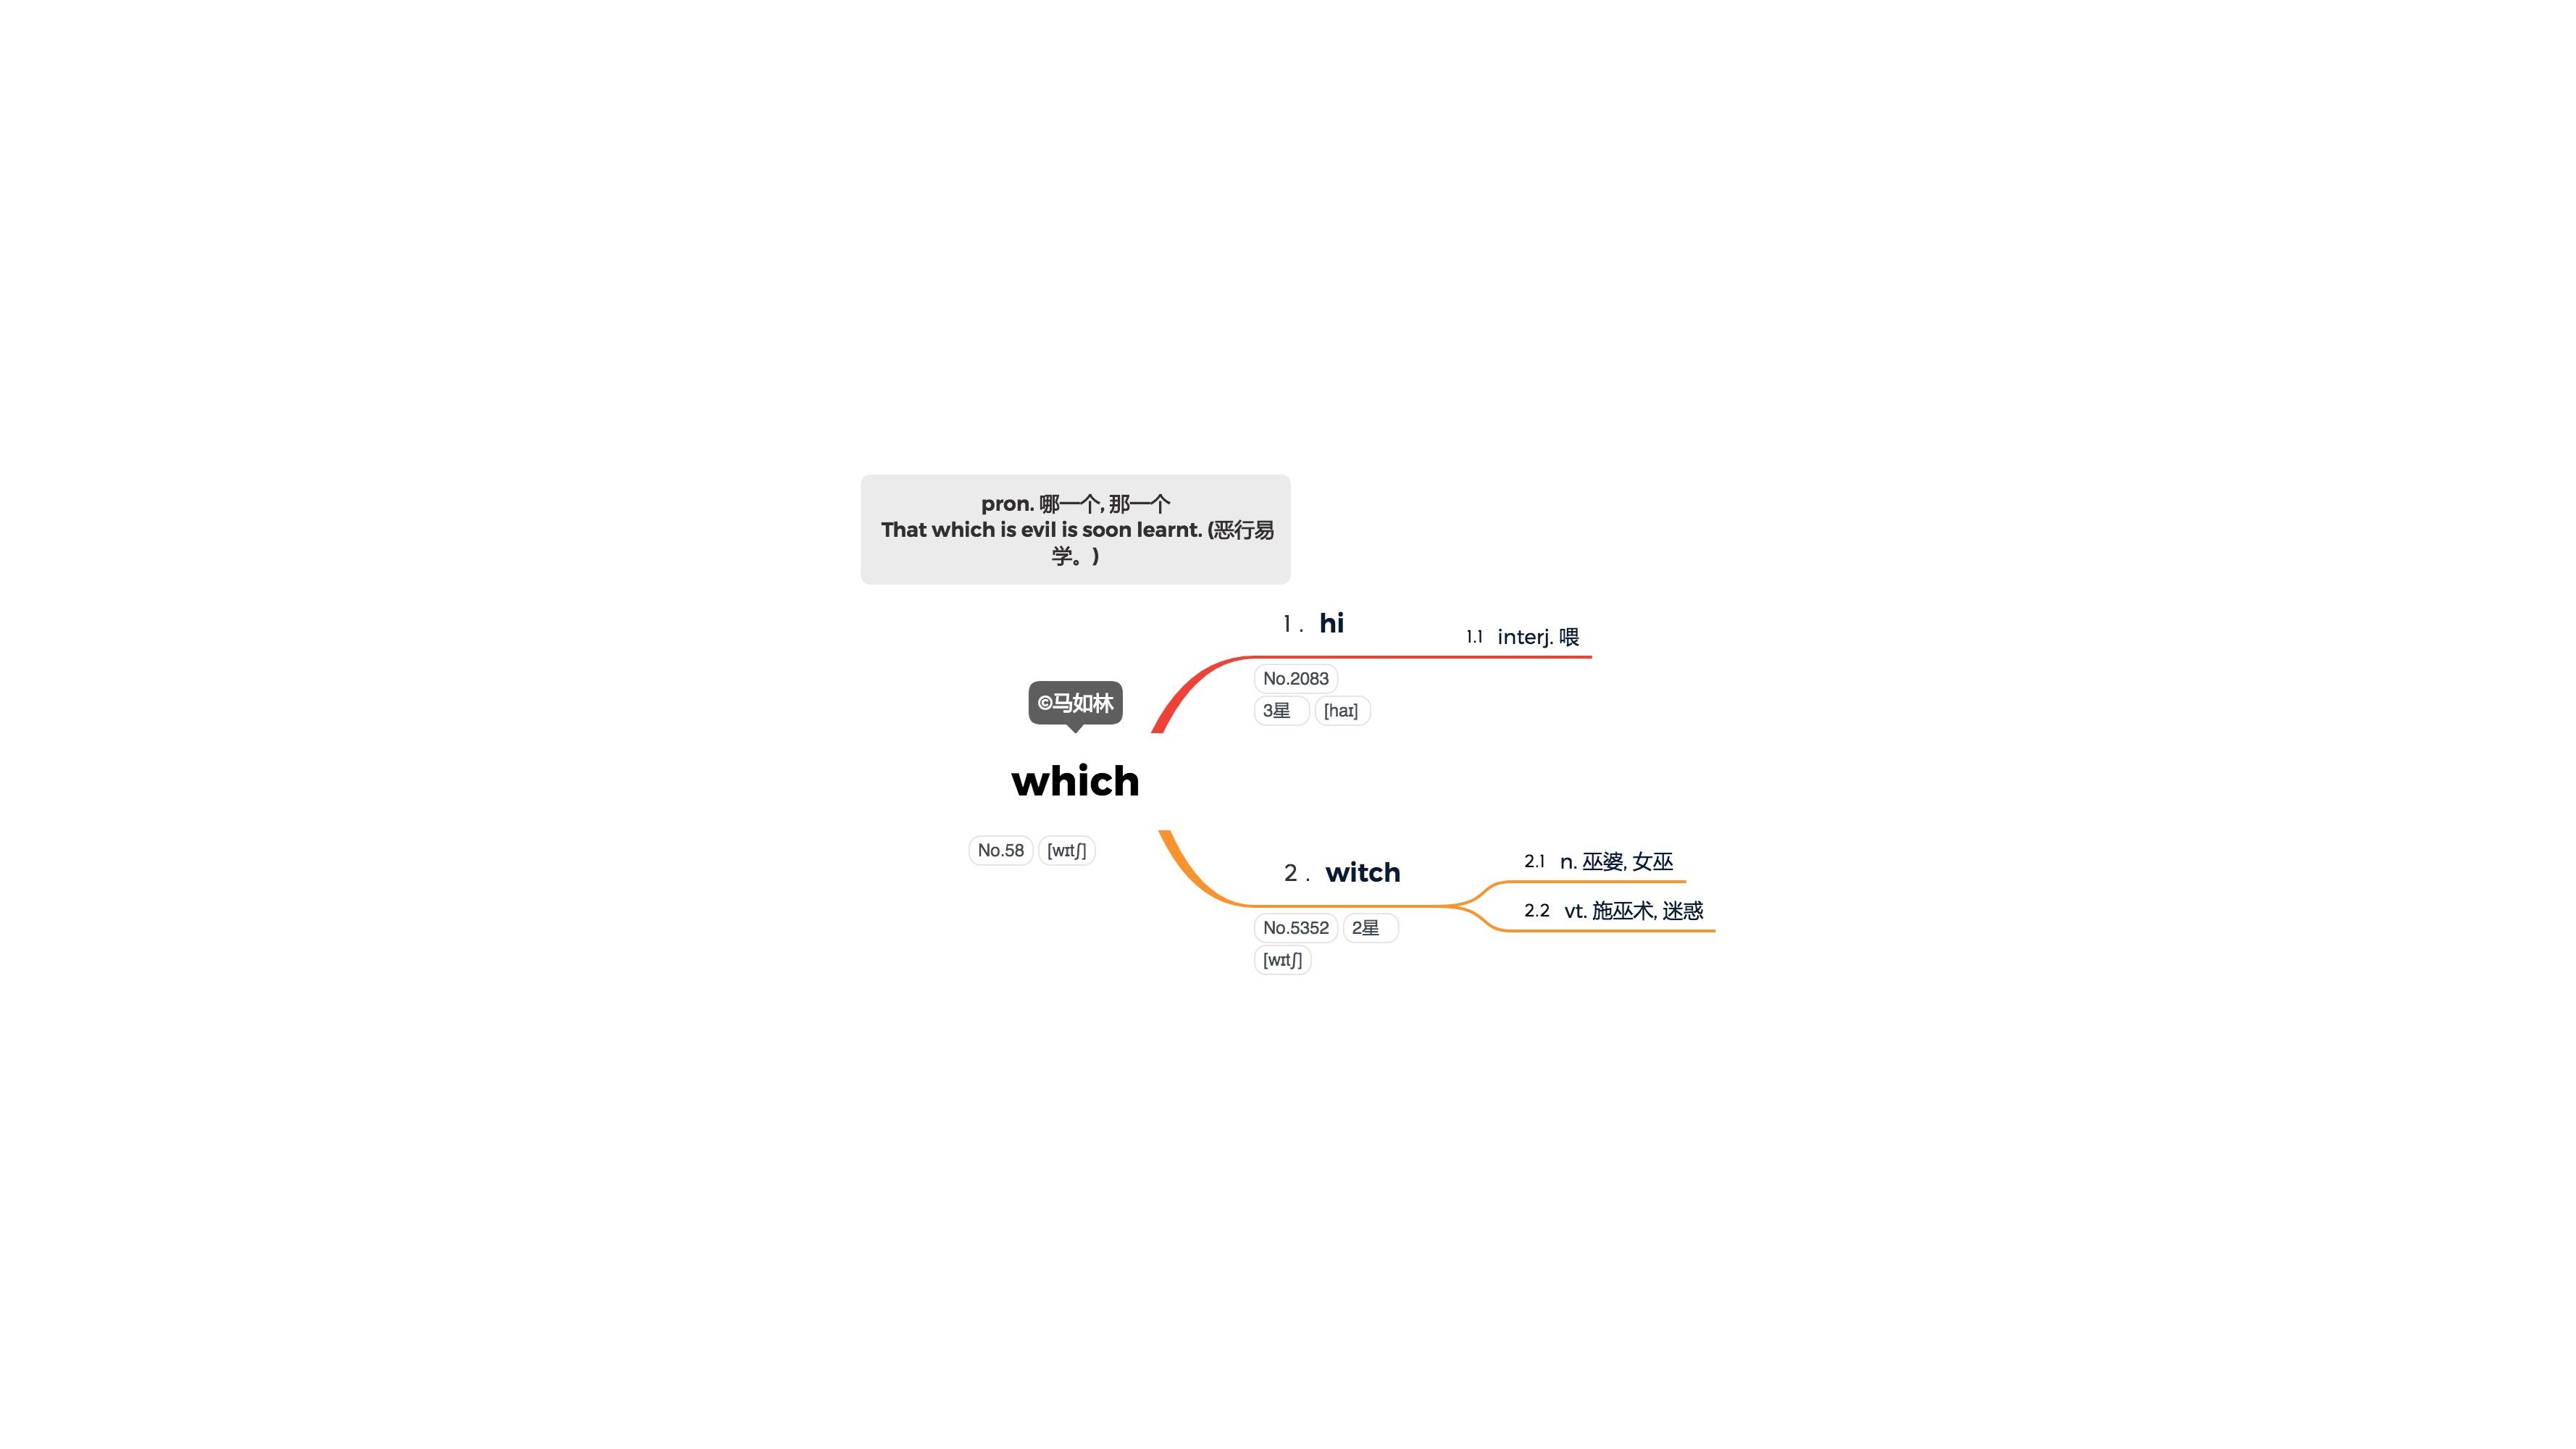 pron. 哪一个, 那一个
That which is evil is soon learnt. (恶行易
学。)
1 . hi
1.1 interj. 喂
No.2083
3星 [haɪ]
©马如林
which
No.58 [wɪtʃ]
2 . witch
2.1 n. 巫婆, 女巫
2.2 vt. 施巫术, 迷惑
No.5352 2星
[wɪtʃ]